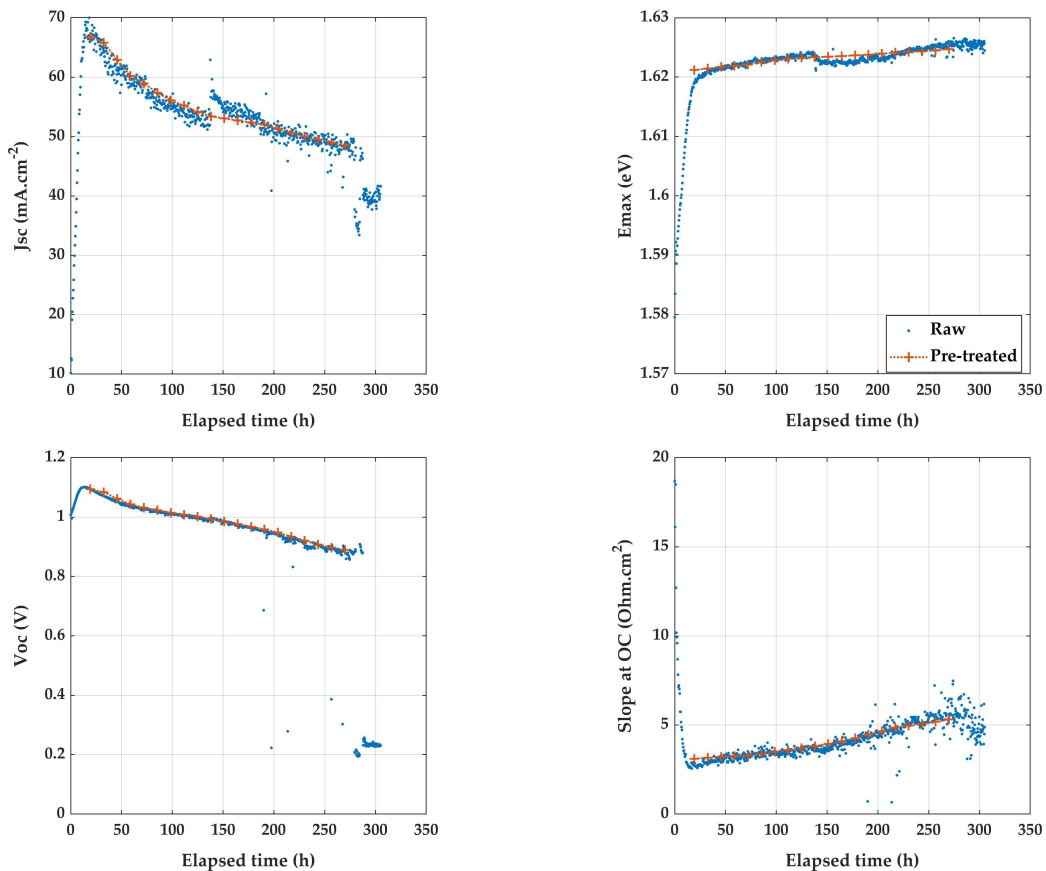 70
60
50
40
30
20
10
Jsc (mA.cm⁻²)
0 50 100 150 200 250 300 350
Elapsed time (h)
1.63
1.62
1.61
1.6
1.59
1.58
1.57
Emax (eV)
Raw
Pre-treated
0 50 100 150 200 250 300 350
Elapsed time (h)
1.2
1
0.8
0.6
0.4
0.2
0
Voc (V)
0 50 100 150 200 250 300 350
Elapsed time (h)
20
15
10
5
0
Slope at OC (Ohm.cm²)
0 50 100 150 200 250 300 350
Elapsed time (h)